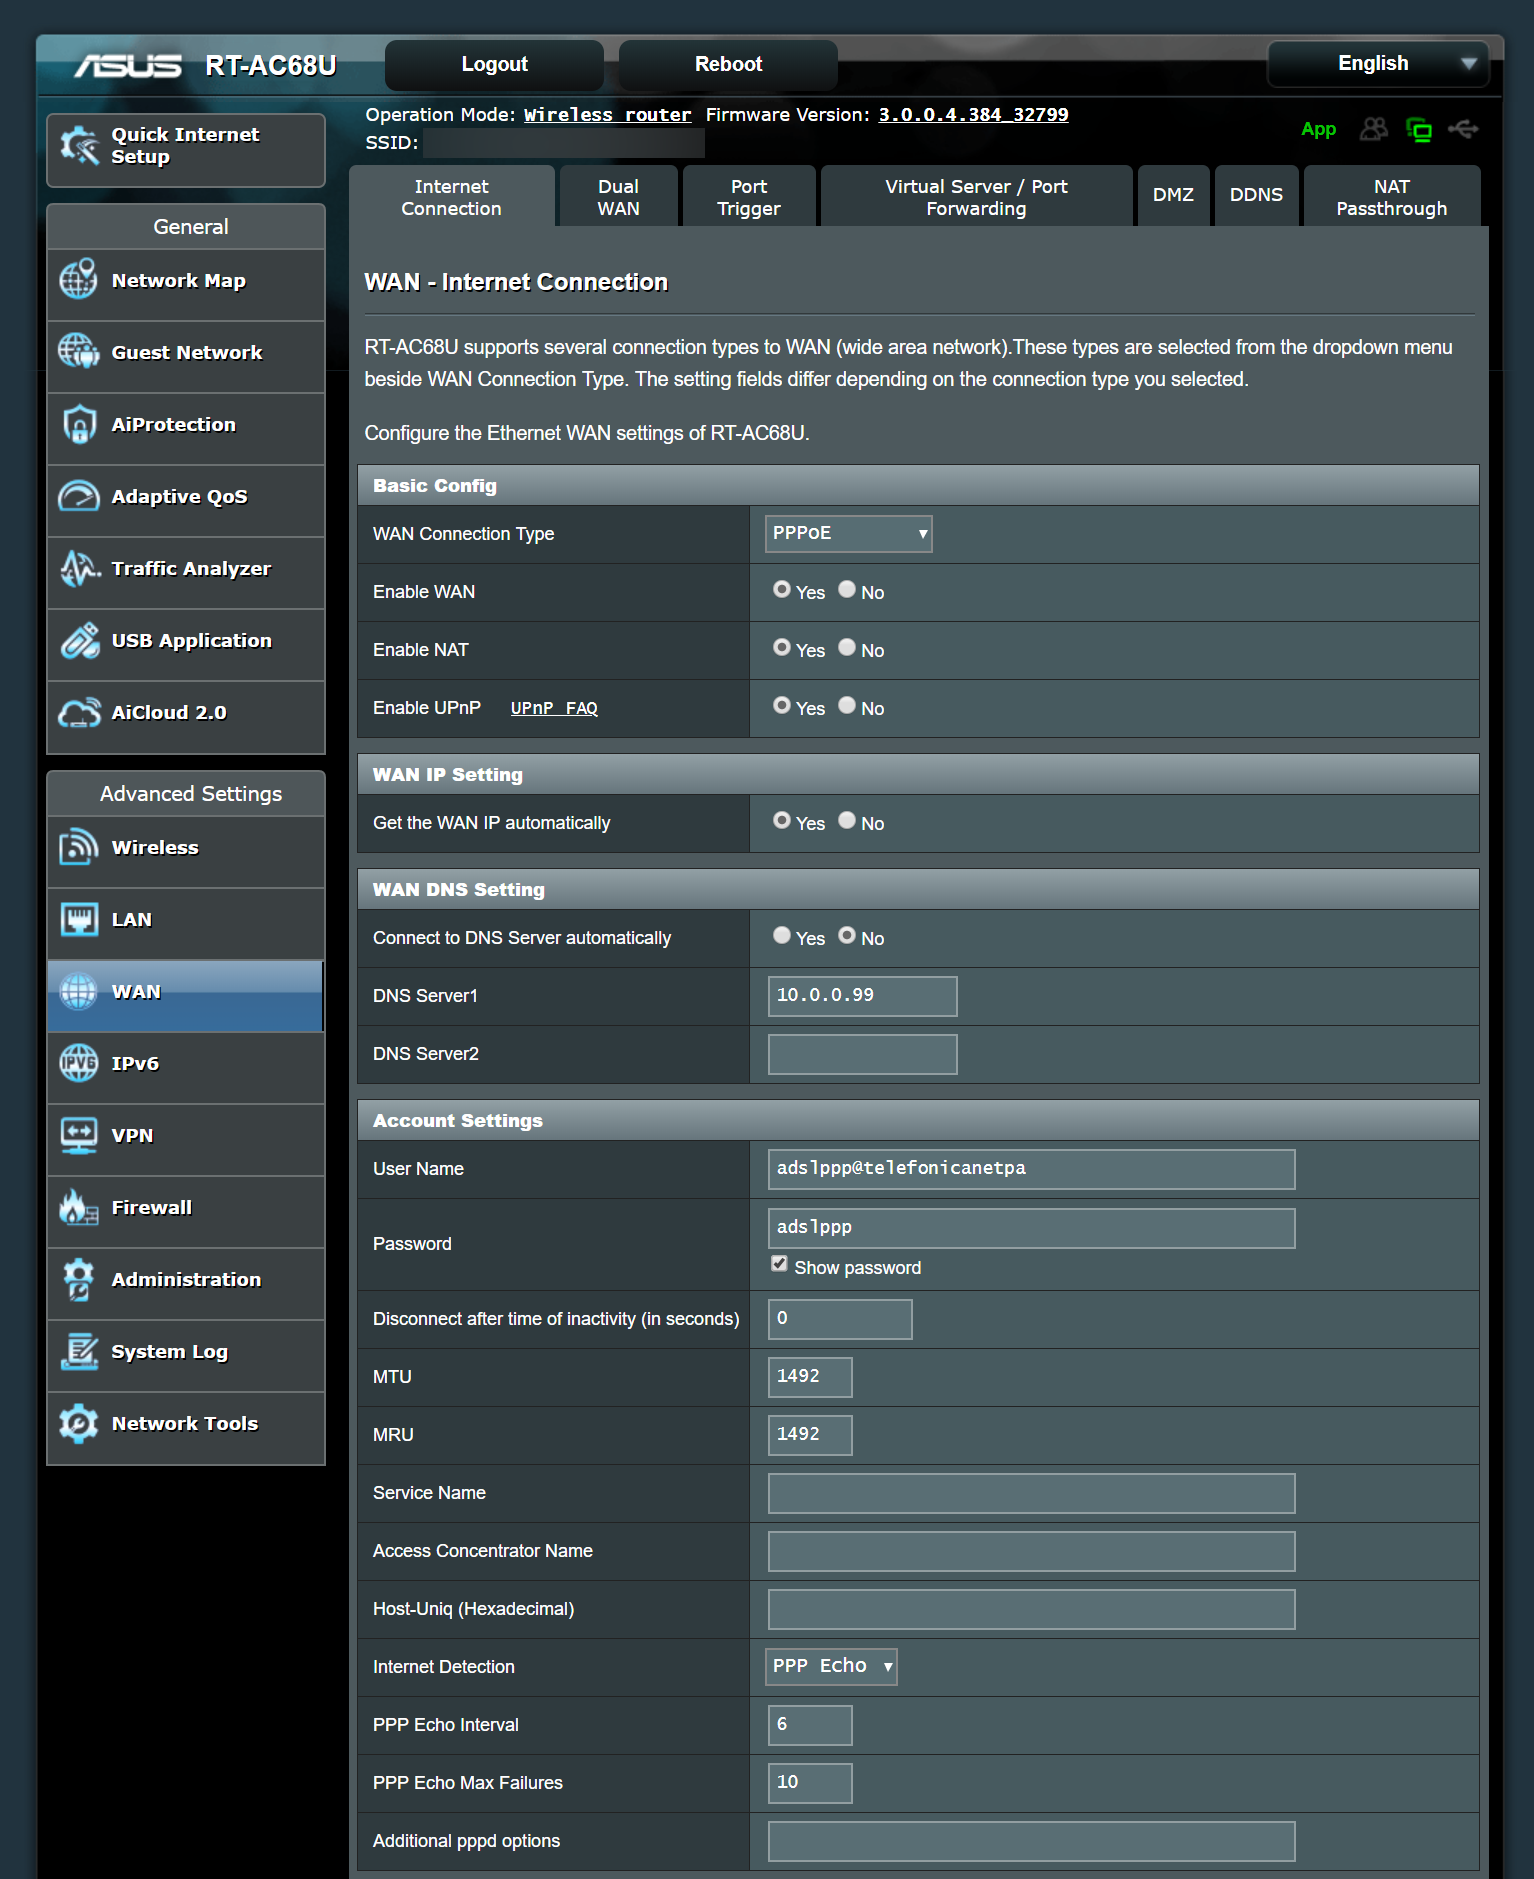 ASUS RT-AC68U Logout Reboot English
Operation Mode: Wireless router Firmware Version: 3.0.0.4.384_32799
SSID:
App
Quick Internet
Setup
General
Network Map
Guest Network
AiProtection
Adaptive QoS
Traffic Analyzer
USB Application
AiCloud 2.0
Advanced Settings
Wireless
LAN
WAN
IPv6
VPN
Firewall
Administration
System Log
Network Tools
Internet
Connection
Dual
WAN
Port
Trigger
Virtual Server / Port
Forwarding
DMZ
DDNS
NAT
Passthrough
WAN - Internet Connection
RT-AC68U supports several connection types to WAN (wide area network).These types are selected from the dropdown menu
beside WAN Connection Type. The setting fields differ depending on the connection type you selected.
Configure the Ethernet WAN settings of RT-AC68U.
Basic Config
WAN Connection Type PPPoE
Enable WAN Yes No
Enable NAT Yes No
Enable UPnP UPnP FAQ Yes No
WAN IP Setting
Get the WAN IP automatically Yes No
WAN DNS Setting
Connect to DNS Server automatically Yes No
DNS Server1 10.0.0.99
DNS Server2
Account Settings
User Name adslppp@telefonicanetpa
Password adslppp
Show password
Disconnect after time of inactivity (in seconds) 0
MTU 1492
MRU 1492
Service Name
Access Concentrator Name
Host-Uniq (Hexadecimal)
Internet Detection PPP Echo
PPP Echo Interval 6
PPP Echo Max Failures 10
Additional pppd options